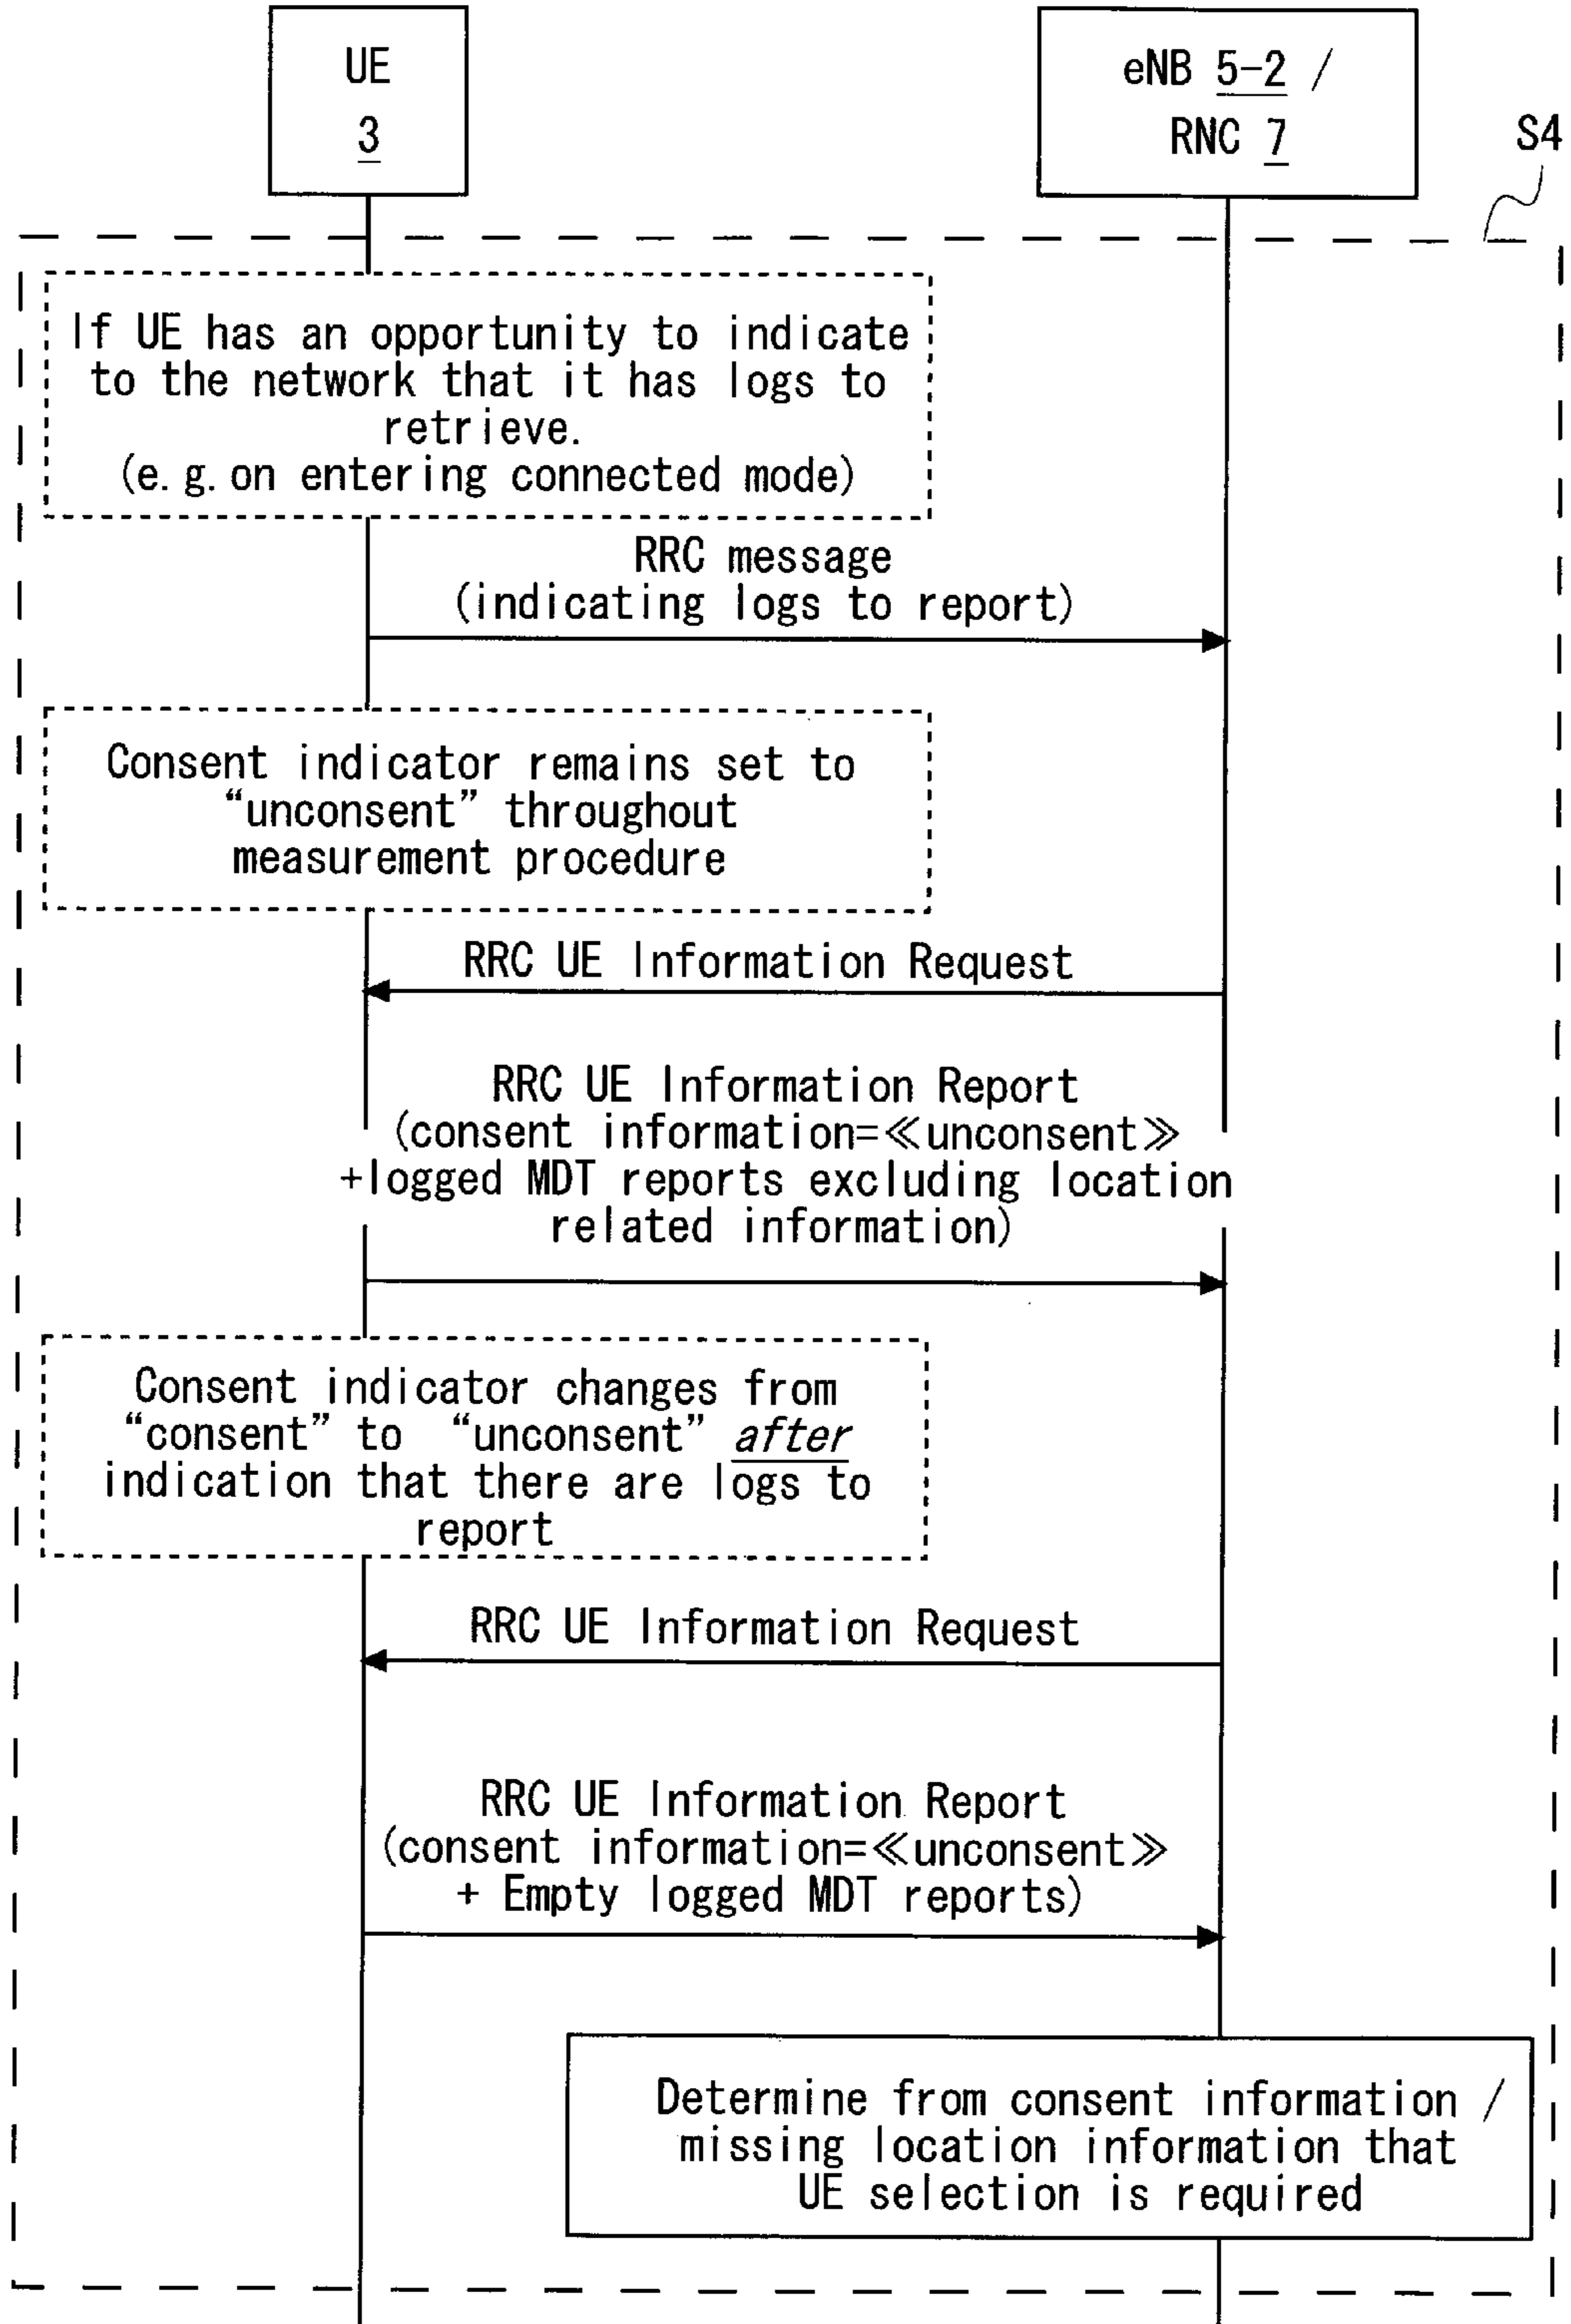 UE
3
eNB 5-2 /
RNC 7
S4
If UE has an opportunity to indicate
to the network that it has logs to
retrieve.
(e.g. on entering connected mode)
RRC message
(indicating logs to report)
Consent indicator remains set to
“unconsent” throughout
measurement procedure
RRC UE Information Request
RRC UE Information Report
(consent information=≪unconsent≫
+logged MDT reports excluding location
related information)
Consent indicator changes from
“consent” to “unconsent” after
indication that there are logs to
report
RRC UE Information Request
RRC UE Information Report
(consent information=≪unconsent≫
+ Empty logged MDT reports)
Determine from consent information /
missing location information that
UE selection is required